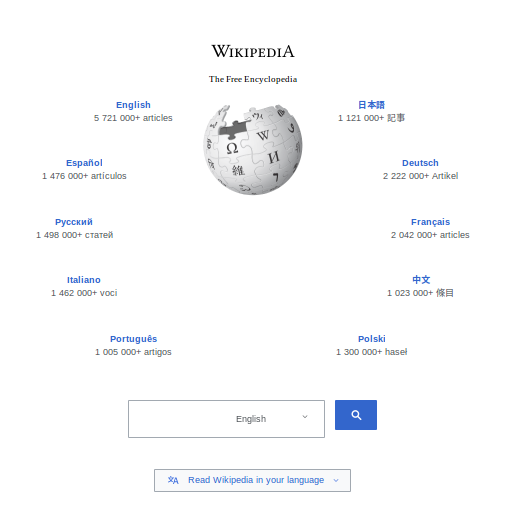 WIKIPEDIA
The Free Encyclopedia
English
5 721 000+ articles
日本語
1 121 000+ 記事
Español
1 476 000+ artículos
Deutsch
2 222 000+ Artikel
Русский
1 498 000+ статей
Français
2 042 000+ articles
Italiano
1 462 000+ voci
中文
1 023 000+ 條目
Português
1 005 000+ artigos
Polski
1 300 000+ haseł
Ω W И 維
English
Read Wikipedia in your language